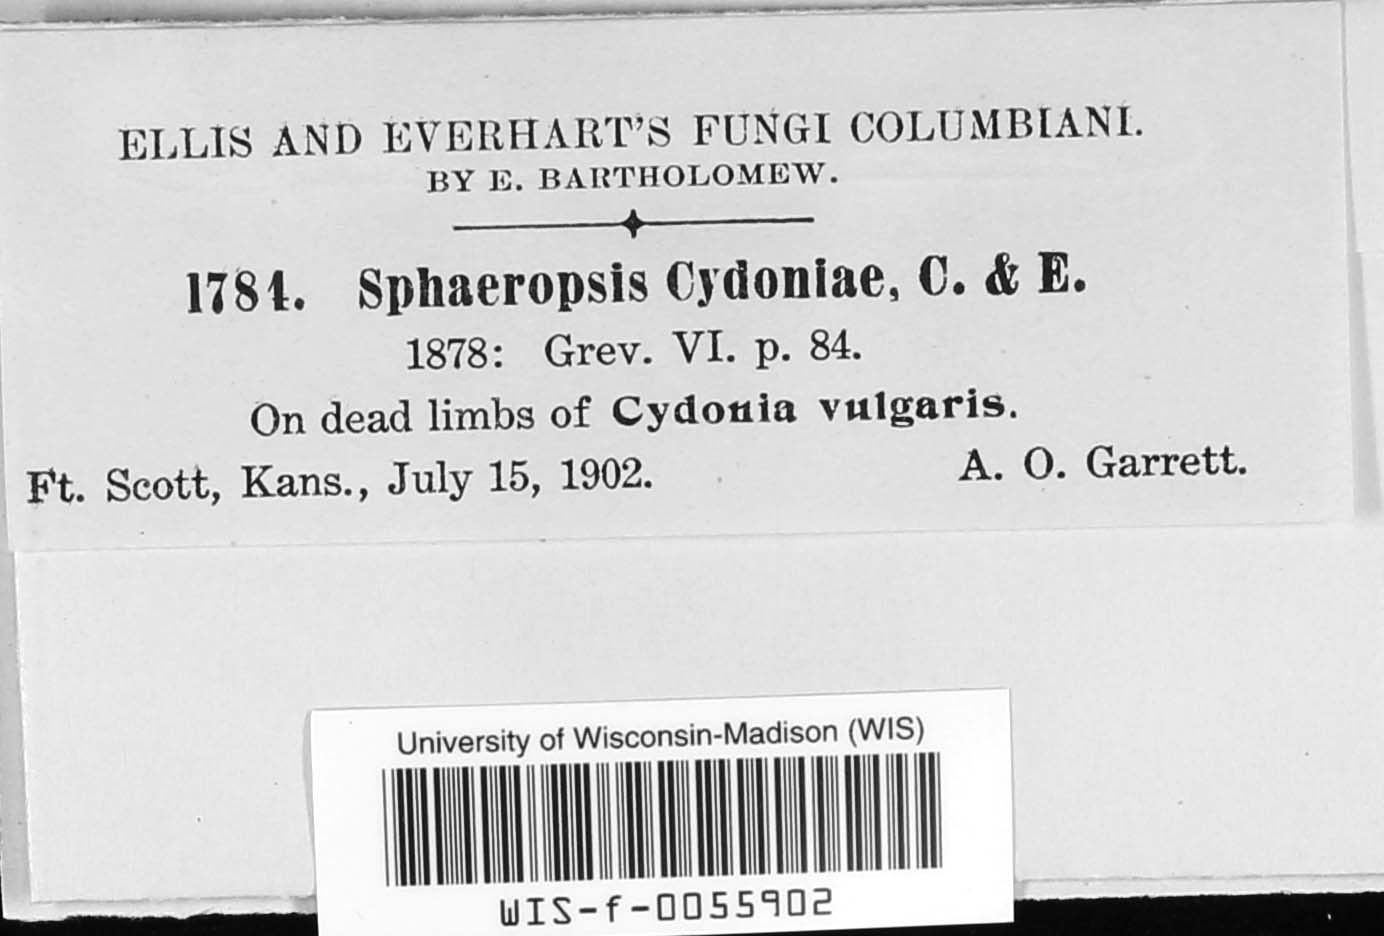 ELLIS AND EVERHART'S FUNGI COLUMBIANI.
BY E. BARTHOLOMEW.
1784. Sphaeropsis Cydoniae, C. & E.
1878: Grev. VI. p. 84.
On dead limbs of Cydonia vulgaris.
Ft. Scott, Kans., July 15, 1902. A. O. Garrett.
University of Wisconsin-Madison (WIS)
WIS-f-0055902